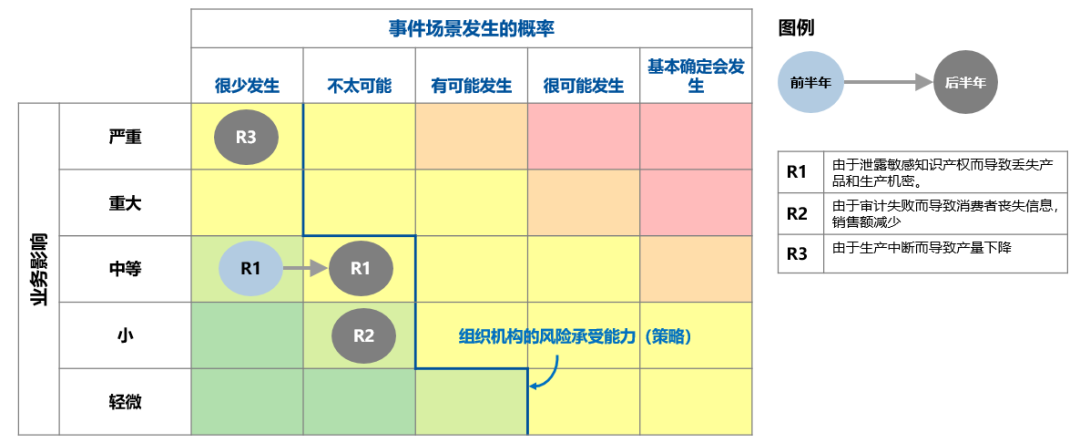 事件场景发生的概率
很少发生
不太可能
有可能发生
很可能发生
基本确定会发
生
业务影响
严重
R3
重大
中等
R1
R1
小
R2
组织机构的风险承受能力（策略）
轻微
图例
前半年
后半年
R1
由于泄露敏感知识产权而导致丢失产
品和生产机密。
R2
由于审计失败而导致消费者丧失信息，
销售额减少
R3
由于生产中断而导致产量下降